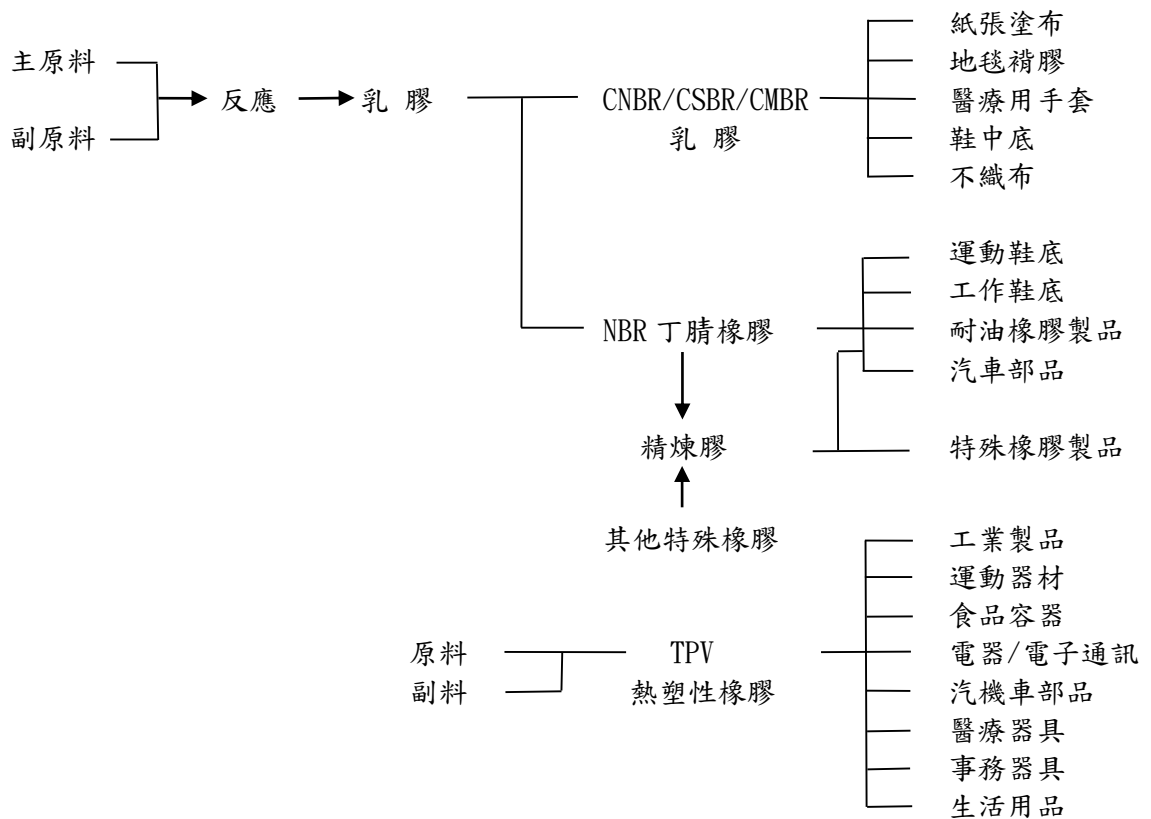 紙張塗布
主原料
地毯褙膠
反應
乳 膠
CNBR/CSBR/CMBR
醫療用手套
副原料
乳 膠
鞋中底
不織布
運動鞋底
工作鞋底
NBR 丁腈橡膠
耐油橡膠製品
汽車部品
精煉膠
特殊橡膠製品
其他特殊橡膠
工業製品
運動器材
食品容器
原料
TPV
電器/電子通訊
副料
熱塑性橡膠
汽機車部品
醫療器具
事務器具
生活用品